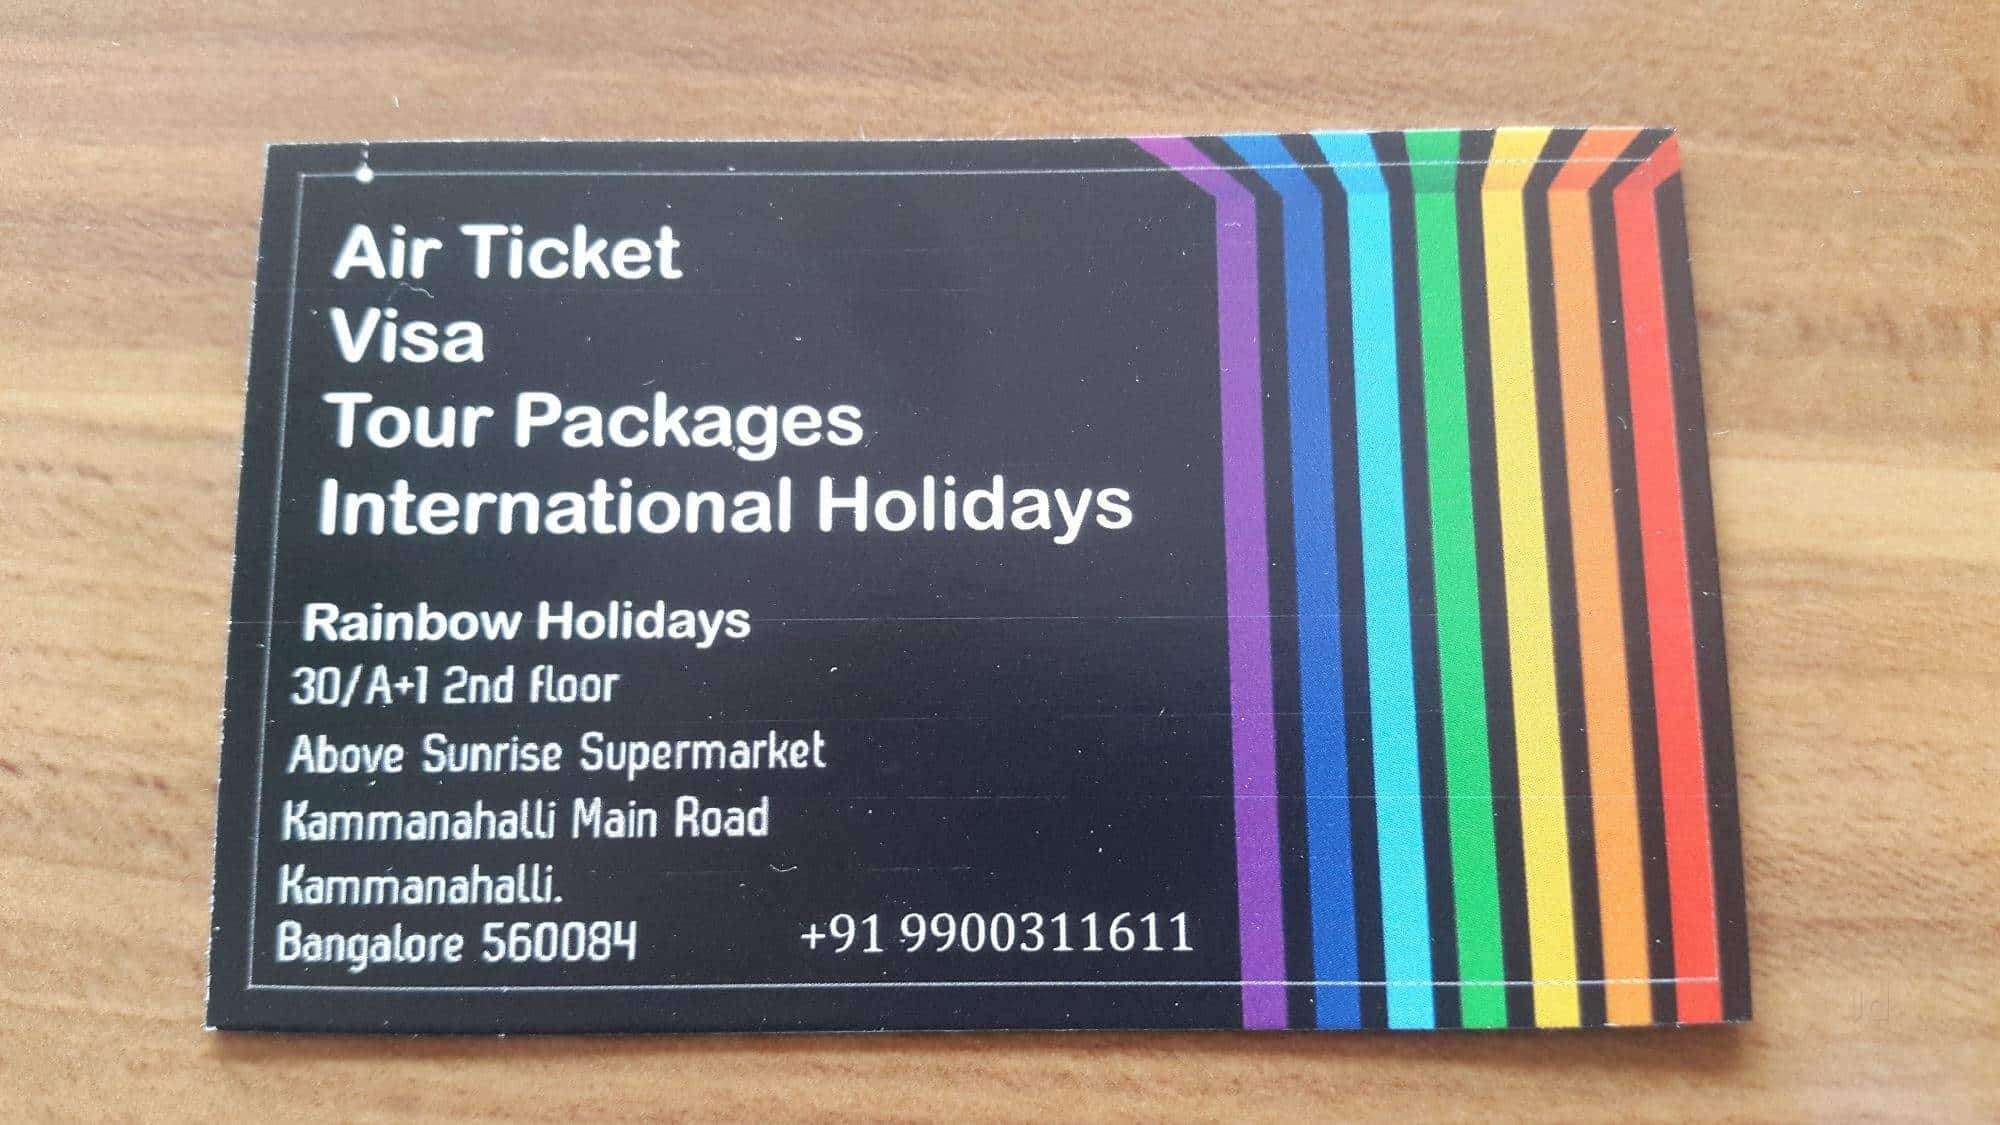 Air Ticket
Visa
Tour Packages
International Holidays
Rainbow Holidays
30/A+1 2nd floor
Above Sunrise Supermarket
Kammanahalli Main Road
Kammanahalli.
Bangalore 560084
+91 9900311611
Jd